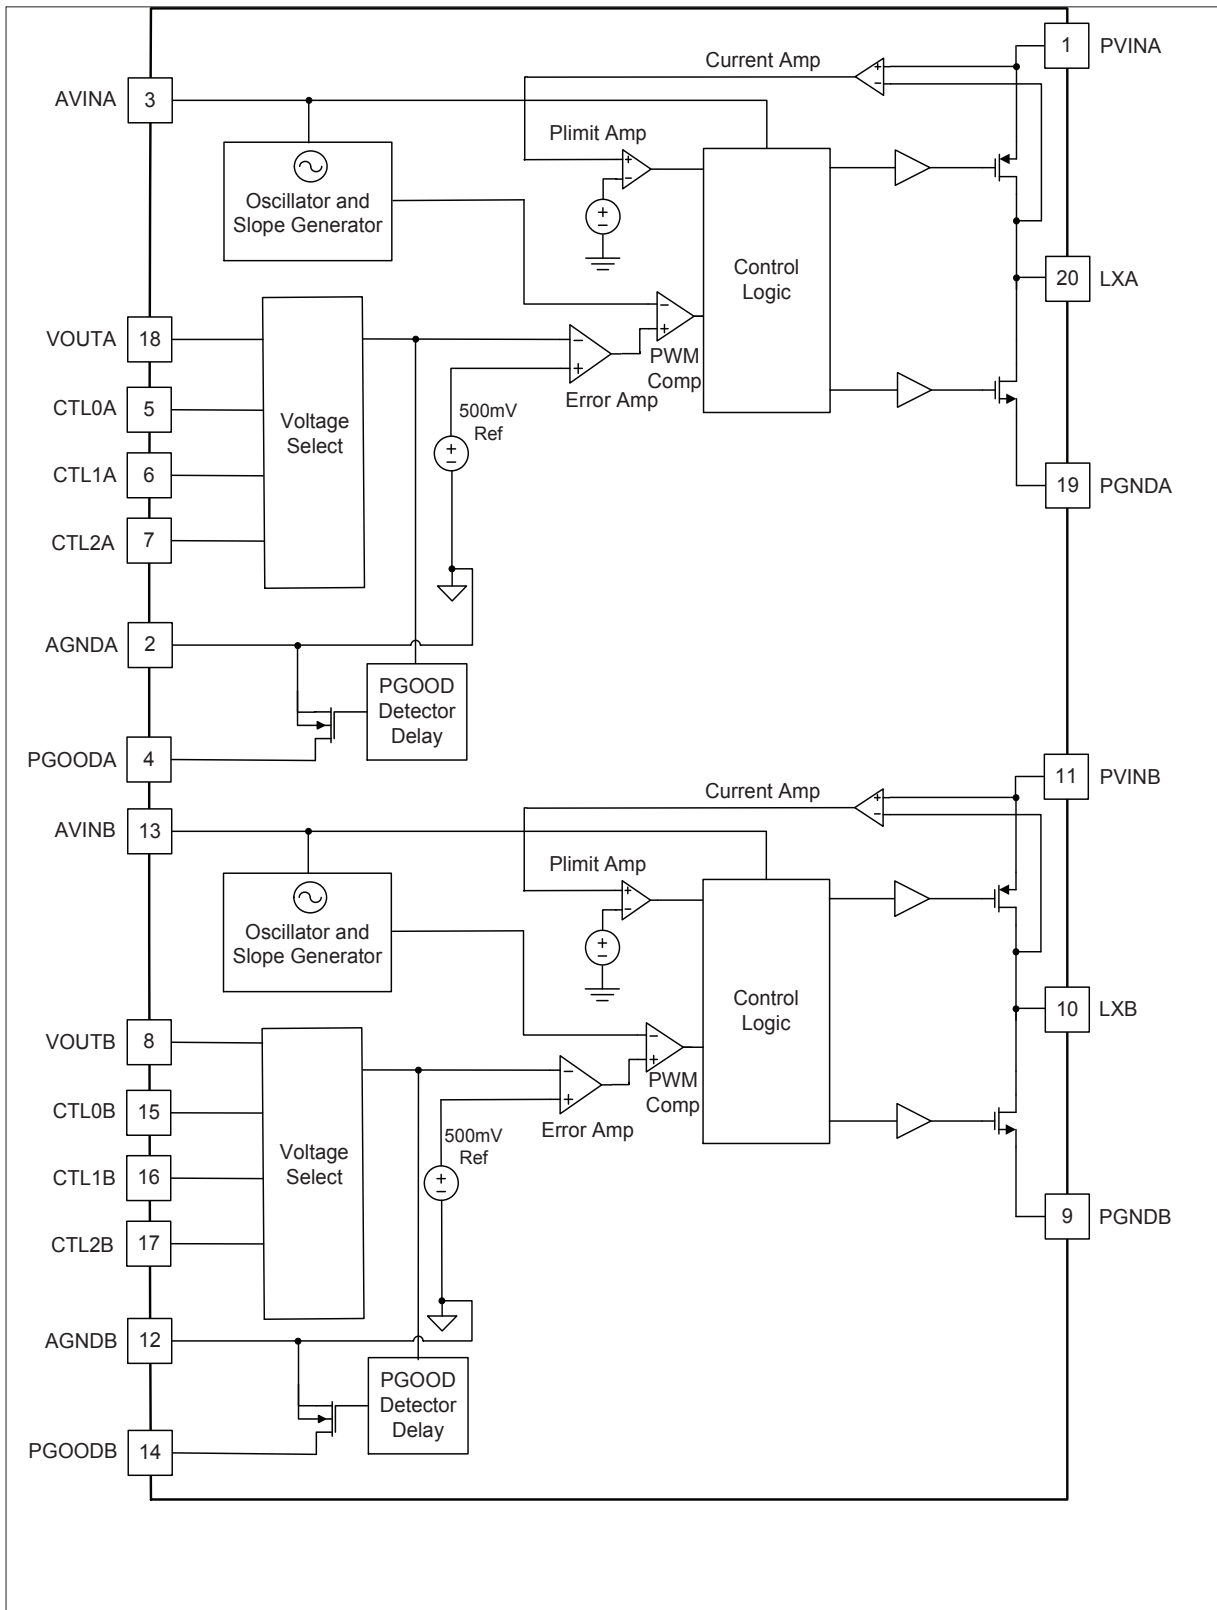 1 PVINA
Current Amp
+
−
AVINA 3
Plimit Amp
+
−
+
−
Oscillator and
Slope Generator
Control
Logic
20 LXA
−
+
PWM
Comp
VOUTA 18
−
+
Error Amp
CTL0A 5
500mV
Ref
+
−
Voltage
Select
CTL1A 6
19 PGNDA
CTL2A 7
AGNDA 2
PGOOD
Detector
Delay
PGOODA 4
11 PVINB
Current Amp
+
−
AVINB 13
Plimit Amp
+
−
+
−
Oscillator and
Slope Generator
Control
Logic
10 LXB
−
+
PWM
Comp
VOUTB 8
−
+
Error Amp
CTL0B 15
500mV
Ref
+
−
Voltage
Select
CTL1B 16
9 PGNDB
CTL2B 17
AGNDB 12
PGOOD
Detector
Delay
PGOODB 14